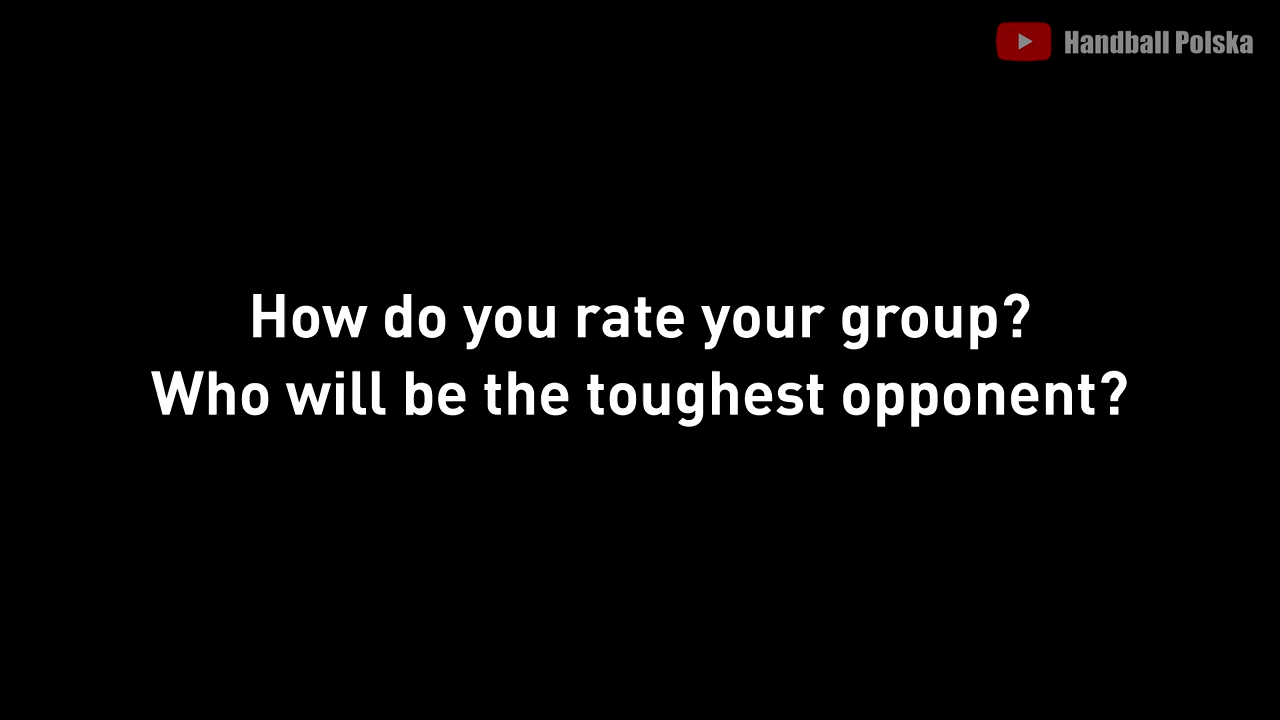 Handball Polska
How do you rate your group?
Who will be the toughest opponent?